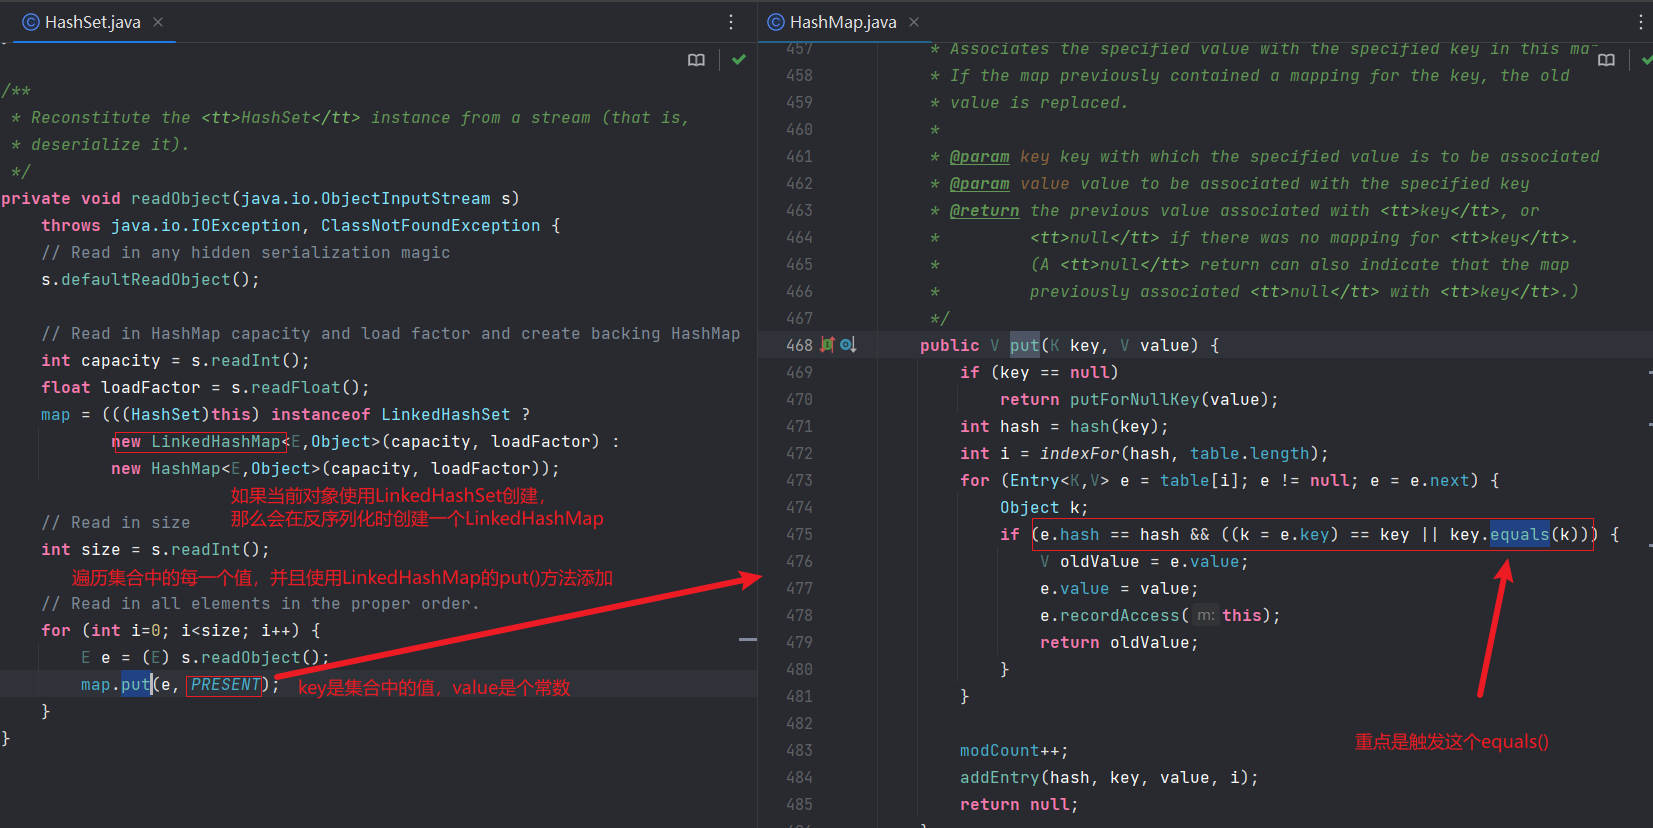 HashSet.java
/**
* Reconstitute the <tt>HashSet</tt> instance from a stream (that is,
* deserialize it).
*/
private void readObject(java.io.ObjectInputStream s)
throws java.io.IOException, ClassNotFoundException {
// Read in any hidden serialization magic
s.defaultReadObject();
// Read in HashMap capacity and load factor and create backing HashMap
int capacity = s.readInt();
float loadFactor = s.readFloat();
map = (((HashSet)this) instanceof LinkedHashSet ?
new LinkedHashMap<E,Object>(capacity, loadFactor) :
new HashMap<E,Object>(capacity, loadFactor));
如果当前对象使用LinkedHashSet创建,
那么会在反序列化时创建一个LinkedHashMap
// Read in size
int size = s.readInt();
遍历集合中的每一个值，并且使用LinkedHashMap的put()方法添加
// Read in all elements in the proper order.
for (int i=0; i<size; i++) {
E e = (E) s.readObject();
map.put(e, PRESENT);
key是集合中的值，value是个常数
}
}
HashMap.java
457 * Associates the specified value with the specified key in this ma
458 * If the map previously contained a mapping for the key, the old
459 * value is replaced.
460 *
461 * @param key key with which the specified value is to be associated
462 * @param value value to be associated with the specified key
463 * @return the previous value associated with <tt>key</tt>, or
464 * <tt>null</tt> if there was no mapping for <tt>key</tt>.
465 * (A <tt>null</tt> return can also indicate that the map
466 * previously associated <tt>null</tt> with <tt>key</tt>.)
467 */
468 public V put(K key, V value) {
469 if (key == null)
470 return putForNullKey(value);
471 int hash = hash(key);
472 int i = indexFor(hash, table.length);
473 for (Entry<K,V> e = table[i]; e != null; e = e.next) {
474 Object k;
475 if (e.hash == hash && ((k = e.key) == key || key.equals(k))) {
476 V oldValue = e.value;
477 e.value = value;
478 e.recordAccess( m: this);
479 return oldValue;
480 }
481 }
482
重点是触发这个equals()
483 modCount++;
484 addEntry(hash, key, value, i);
485 return null;